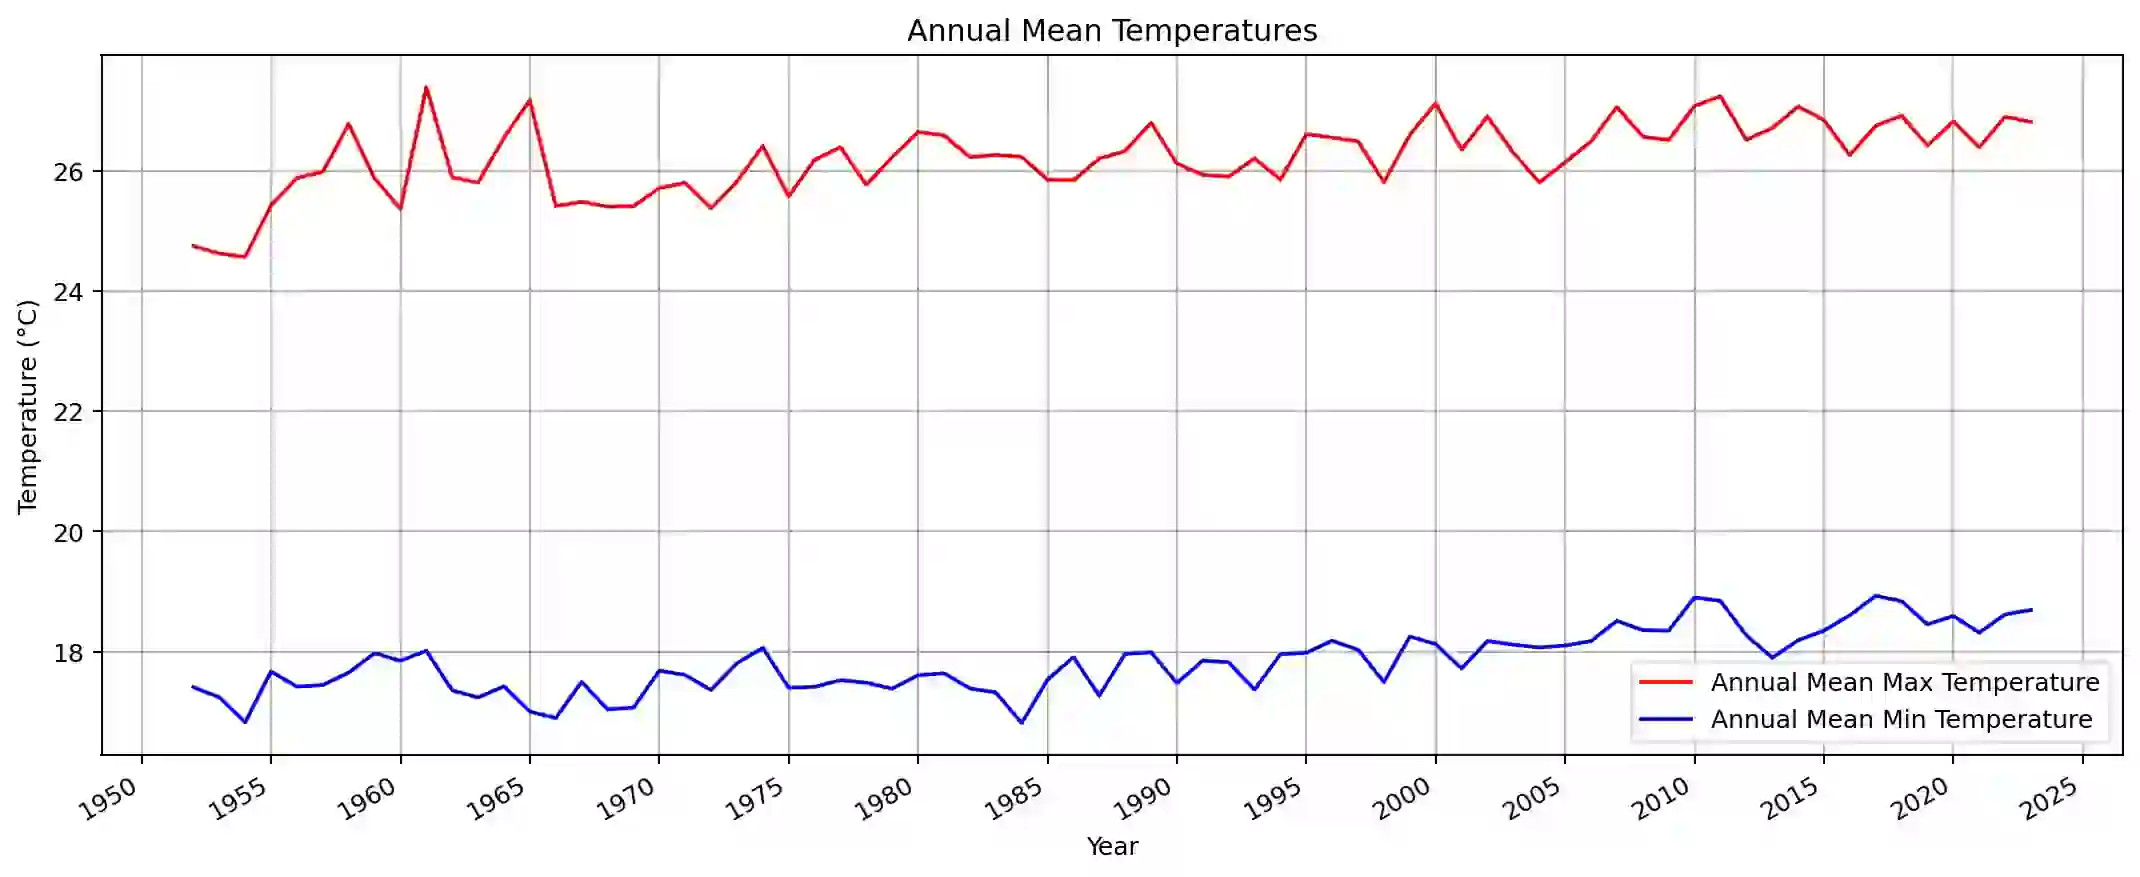 Annual Mean Temperatures
Temperature (°C)
26
24
22
20
18
Annual Mean Max Temperature
Annual Mean Min Temperature
1950 1955 1960 1965 1970 1975 1980 1985 1990 1995 2000 2005 2010 2015 2020 2025
Year